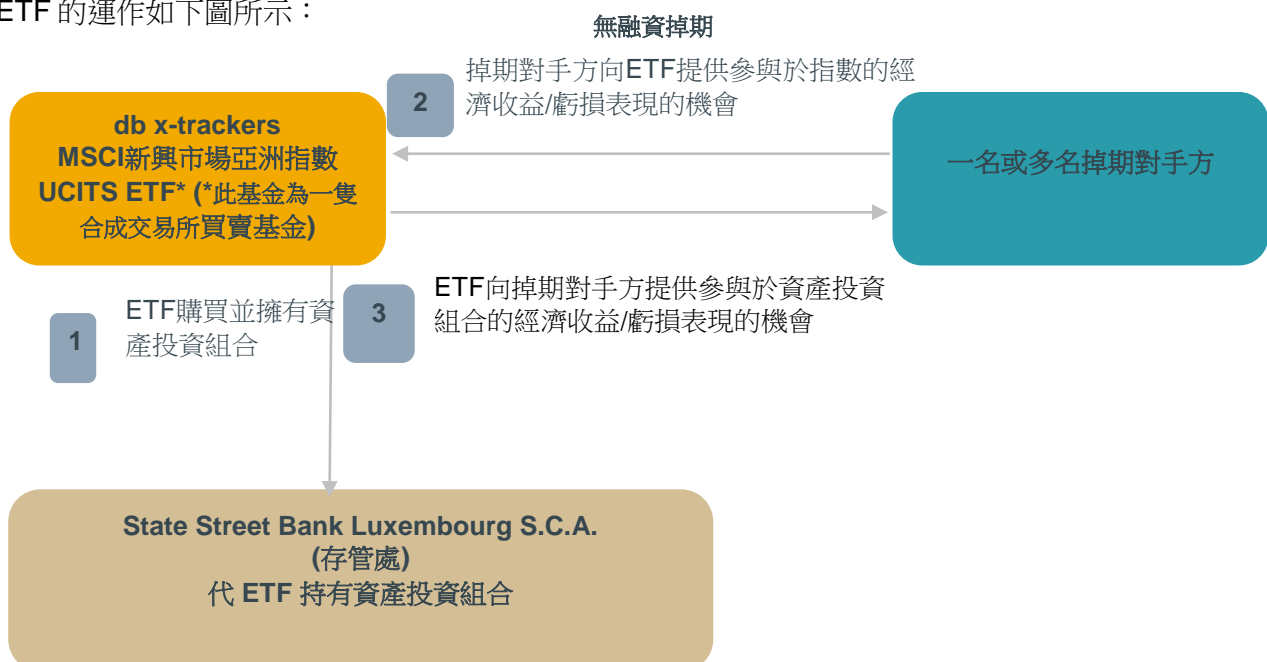 ETF 的運作如下圖所示：
無融資掉期
掉期對手方向ETF提供參與於指數的經
濟收益/虧損表現的機會
2
db x-trackers
MSCI新興市場亞洲指數
UCITS ETF* (*此基金為一隻
合成交易所買賣基金)
一名或多名掉期對手方
ETF向掉期對手方提供參與於資產投資
組合的經濟收益/虧損表現的機會
3
ETF購買並擁有資
產投資組合
1
State Street Bank Luxembourg S.C.A.
(存管處)
代 ETF 持有資產投資組合